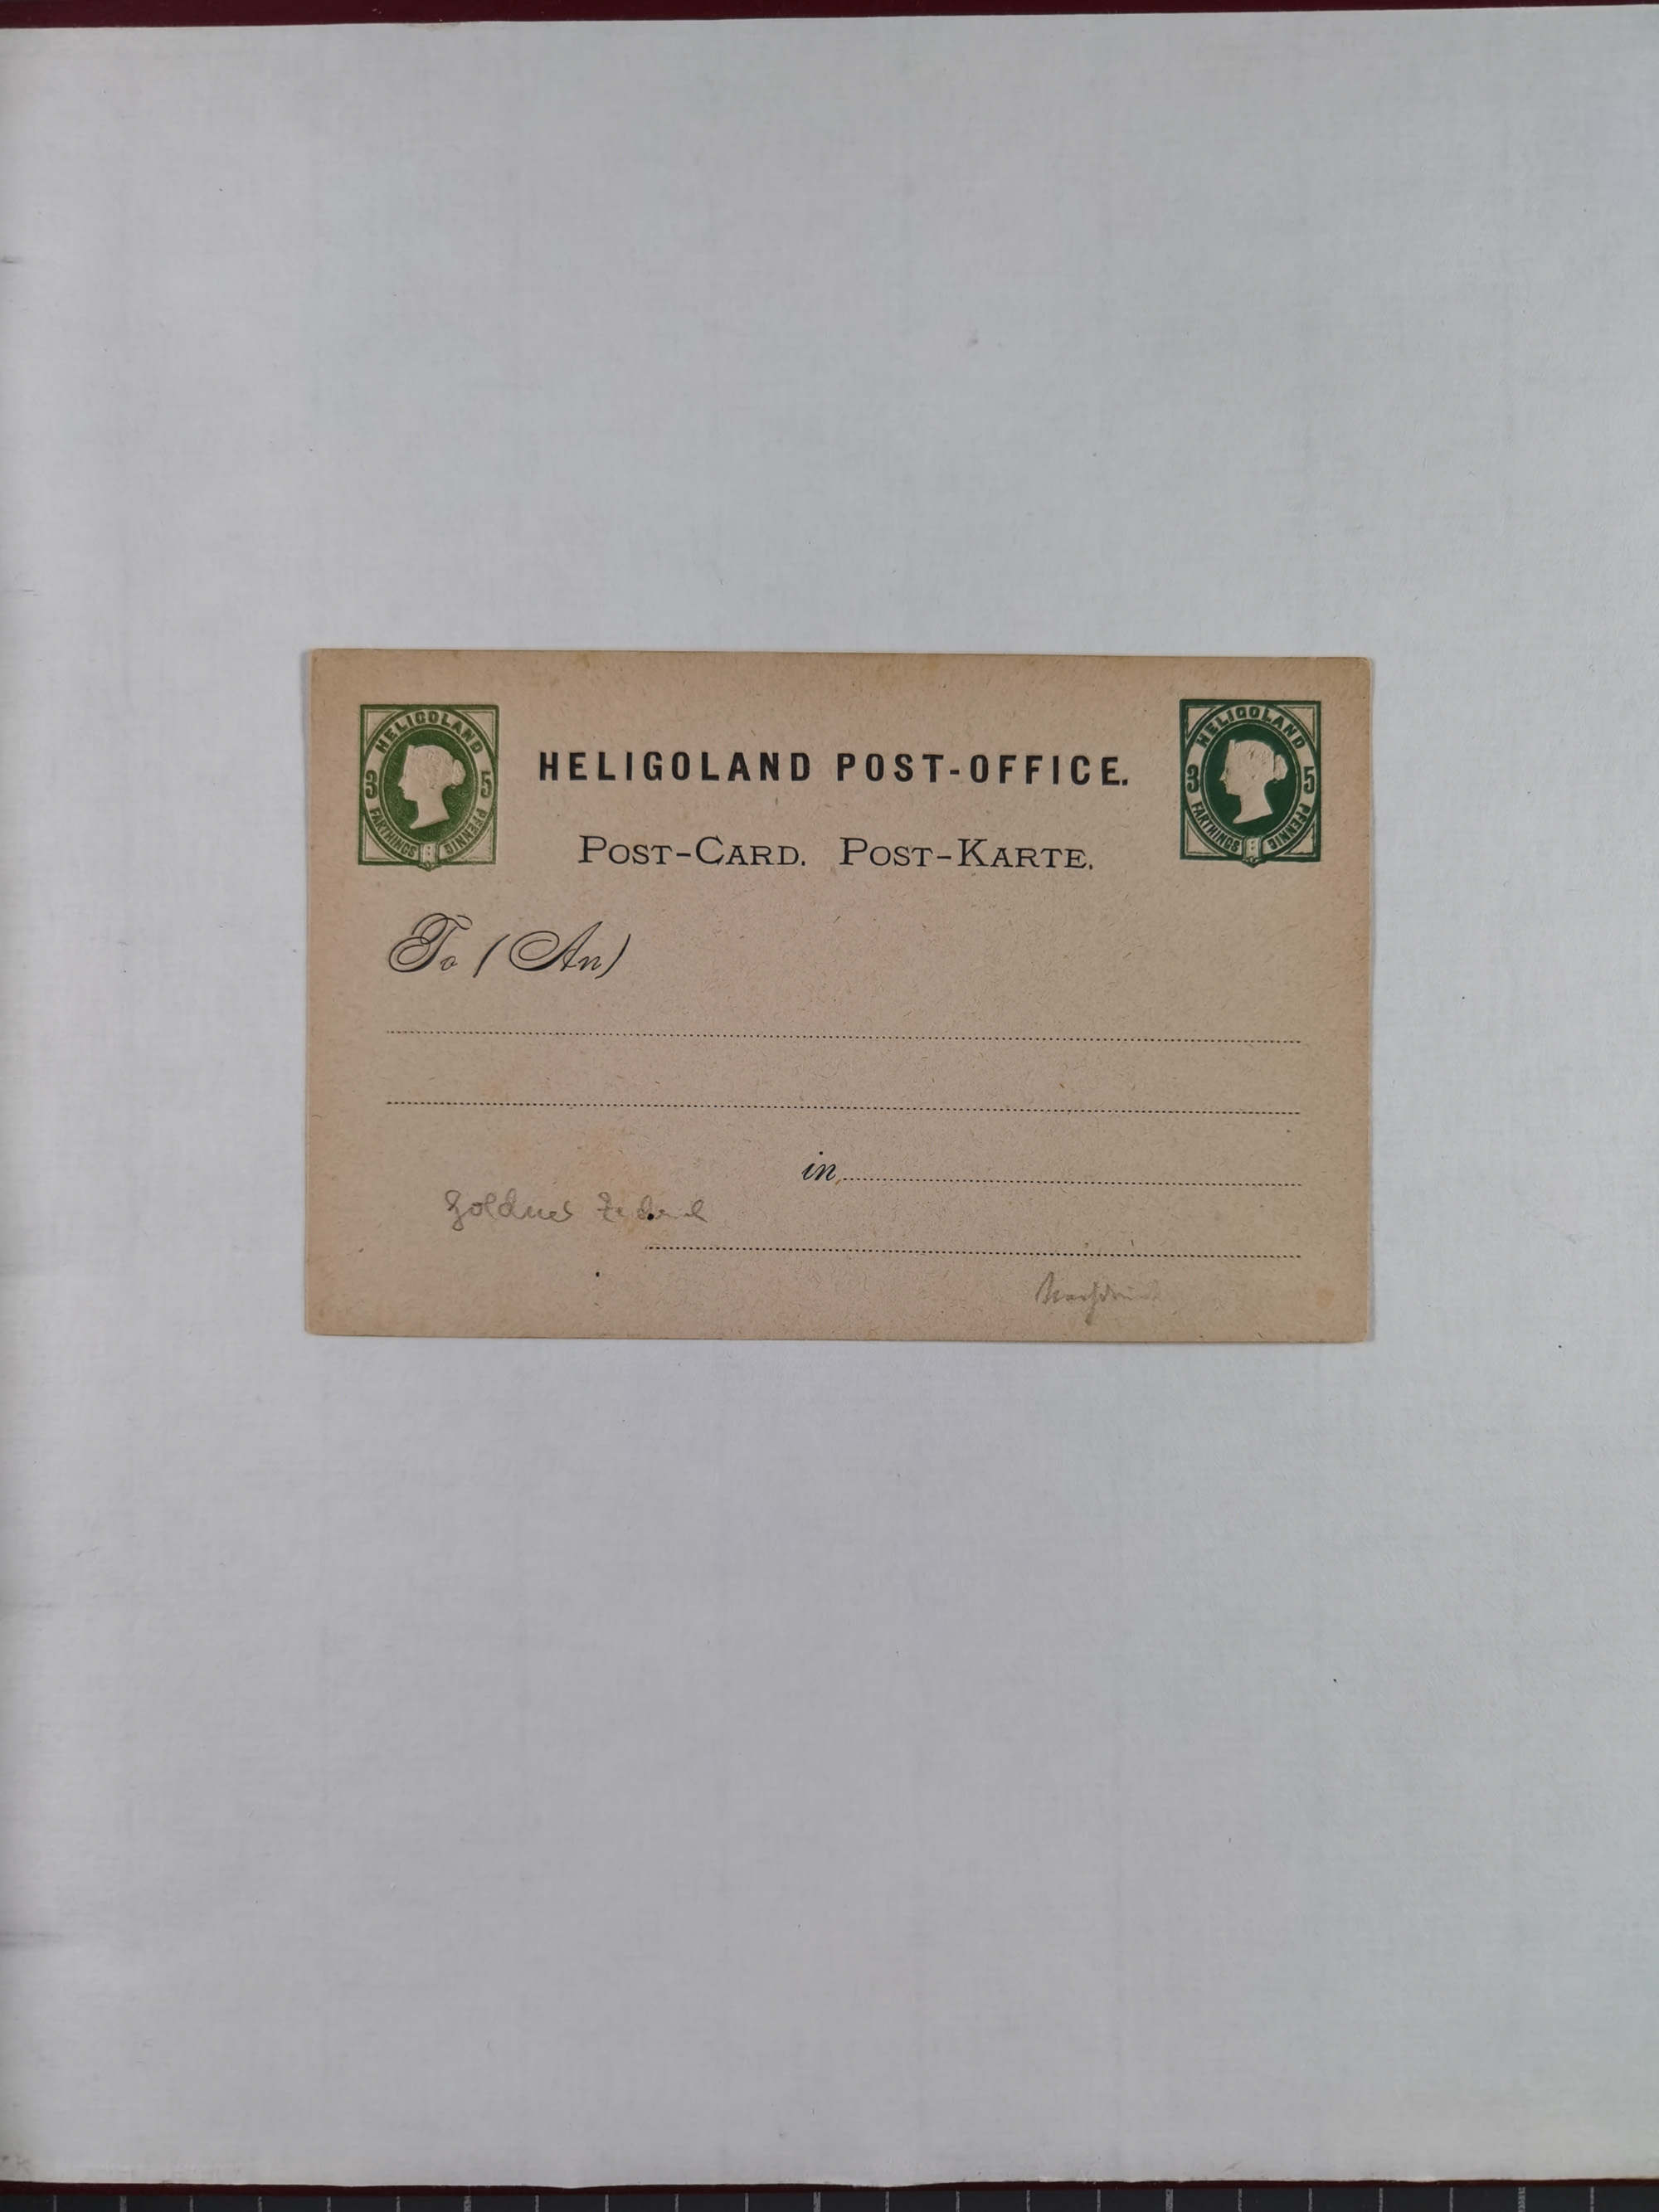 HELIGOLAND
3 5
FARTHINGS PFENNIG
HELIGOLAND POST-OFFICE.
HELIGOLAND
3 5
FARTHINGS PFENNIG
POST-CARD. POST-KARTE.
To (An)
in
Goldner